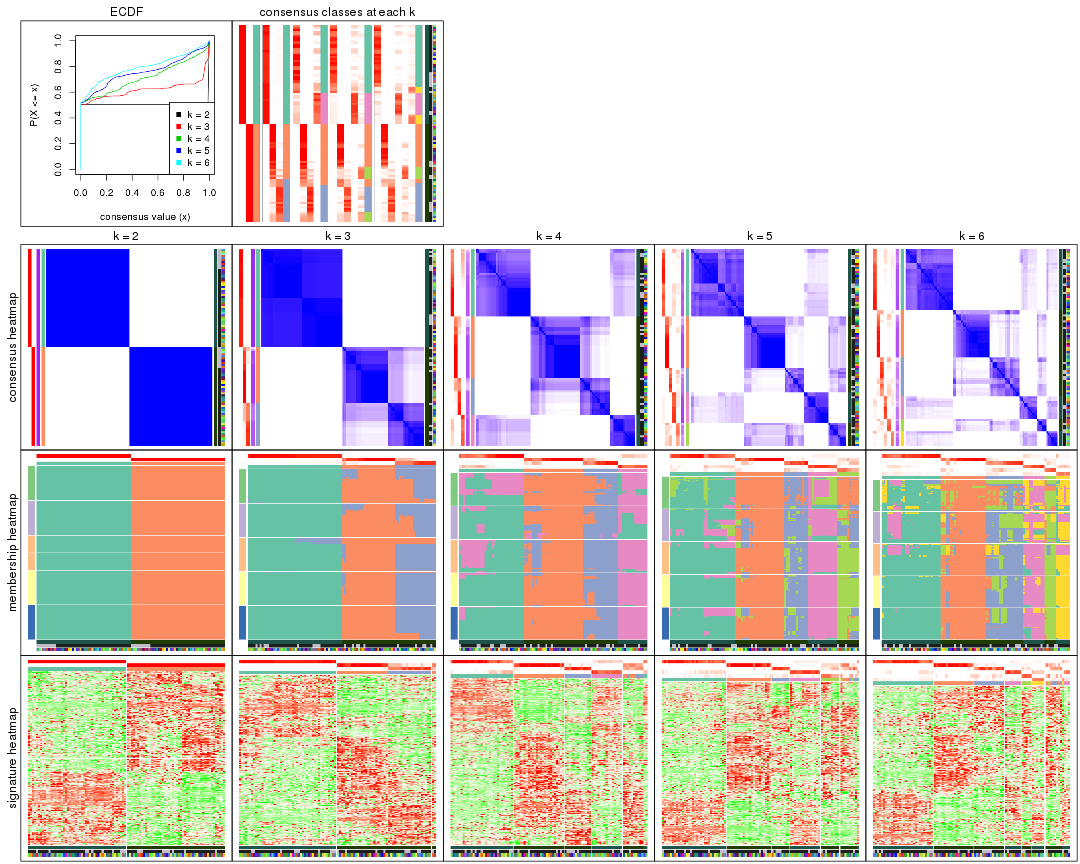 ECDF
consensus classes at each k
P(X <= x)
0.0 0.2 0.4 0.6 0.8 1.0
k = 2
k = 3
k = 4
k = 5
k = 6
0.0 0.2 0.4 0.6 0.8 1.0
consensus value (x)
k = 2 k = 3 k = 4 k = 5 k = 6
consensus heatmap
membership heatmap
signature heatmap